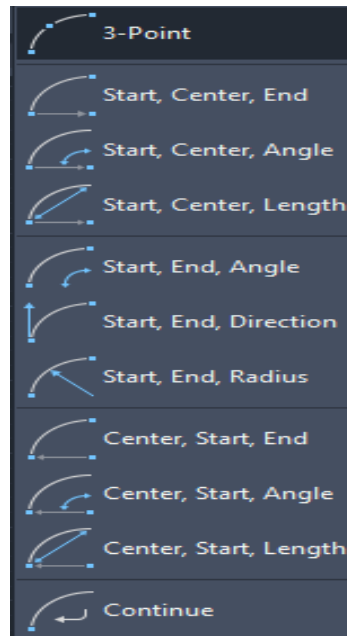 3-Point
Start, Center, End
Start, Center, Angle
Start, Center, Length
Start, End, Angle
Start, End, Direction
Start, End, Radius
Center, Start, End
Center, Start, Angle
Center, Start, Length
Continue